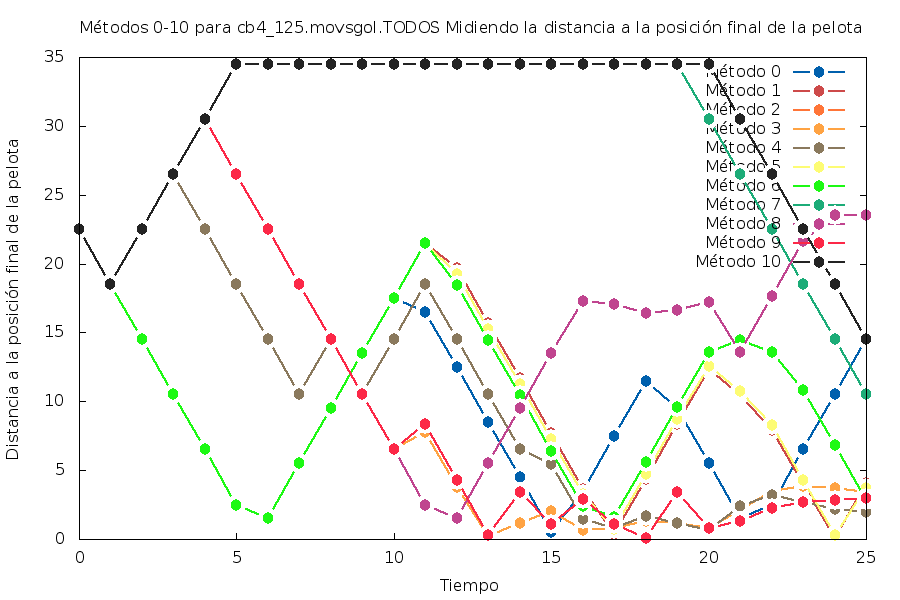 Métodos 0-10 para cb4_125.movsgol.TODOS Midiendo la distancia a la posición final de la pelota
35
30
25
20
15
10
5
0
Distancia a la posición final de la pelota
Método 0
Método 1
Método 2
Método 3
Método 4
Método 5
Método 6
Método 7
Método 8
Método 9
Método 10
0 5 10 15 20 25
Tiempo